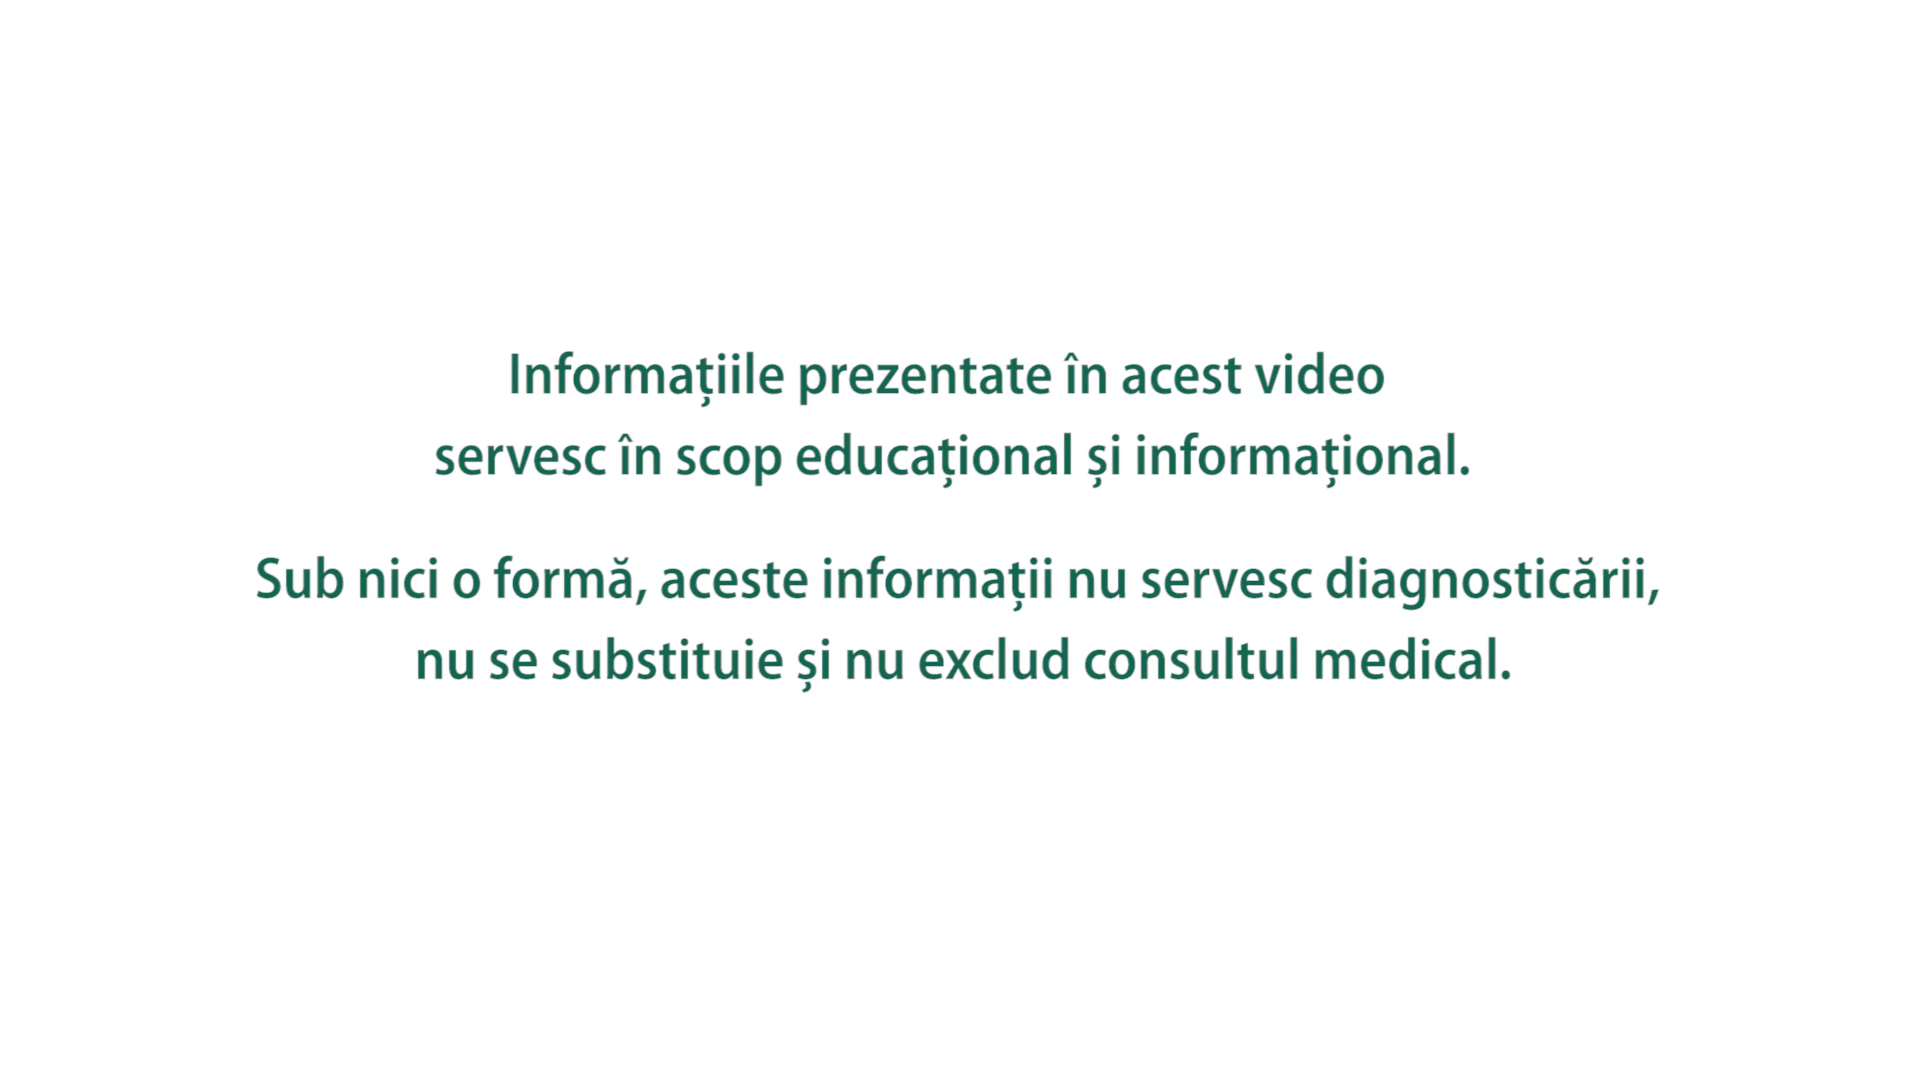 Informațiile prezentate în acest video
servesc în scop educațional și informațional.
Sub nici o formă, aceste informații nu servesc diagnosticării,
nu se substituie și nu exclud consultul medical.